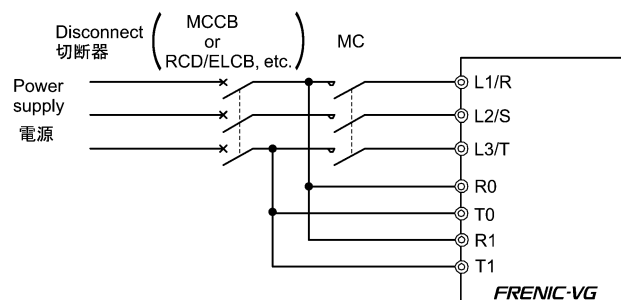 Disconnect
切断器
MCCB
or
RCD/ELCB, etc.
MC
Power
supply
電源
L1/R
L2/S
L3/T
R0
T0
R1
T1
FRENIC-VG